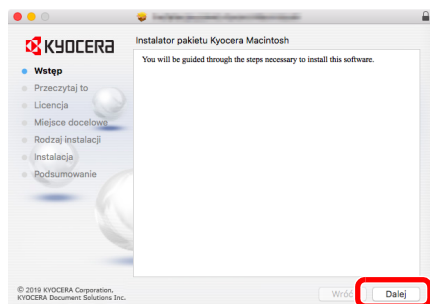 KYOCERA
Instalator pakietu Kyocera Macintosh
You will be guided through the steps necessary to install this software.
Wstęp
Przeczytaj to
Licencja
Miejsce docelowe
Rodzaj instalacji
Instalacja
Podsumowanie
© 2019 KYOCERA Corporation,
KYOCERA Document Solutions Inc.
Wróć
Dalej